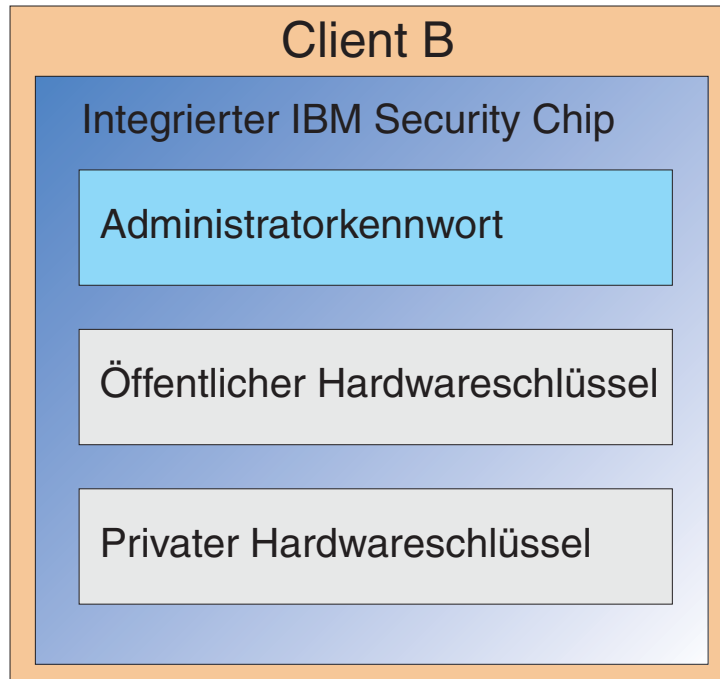 Client B
Integrierter IBM Security Chip
Administratorkennwort
Öffentlicher Hardwareschlüssel
Privater Hardwareschlüssel